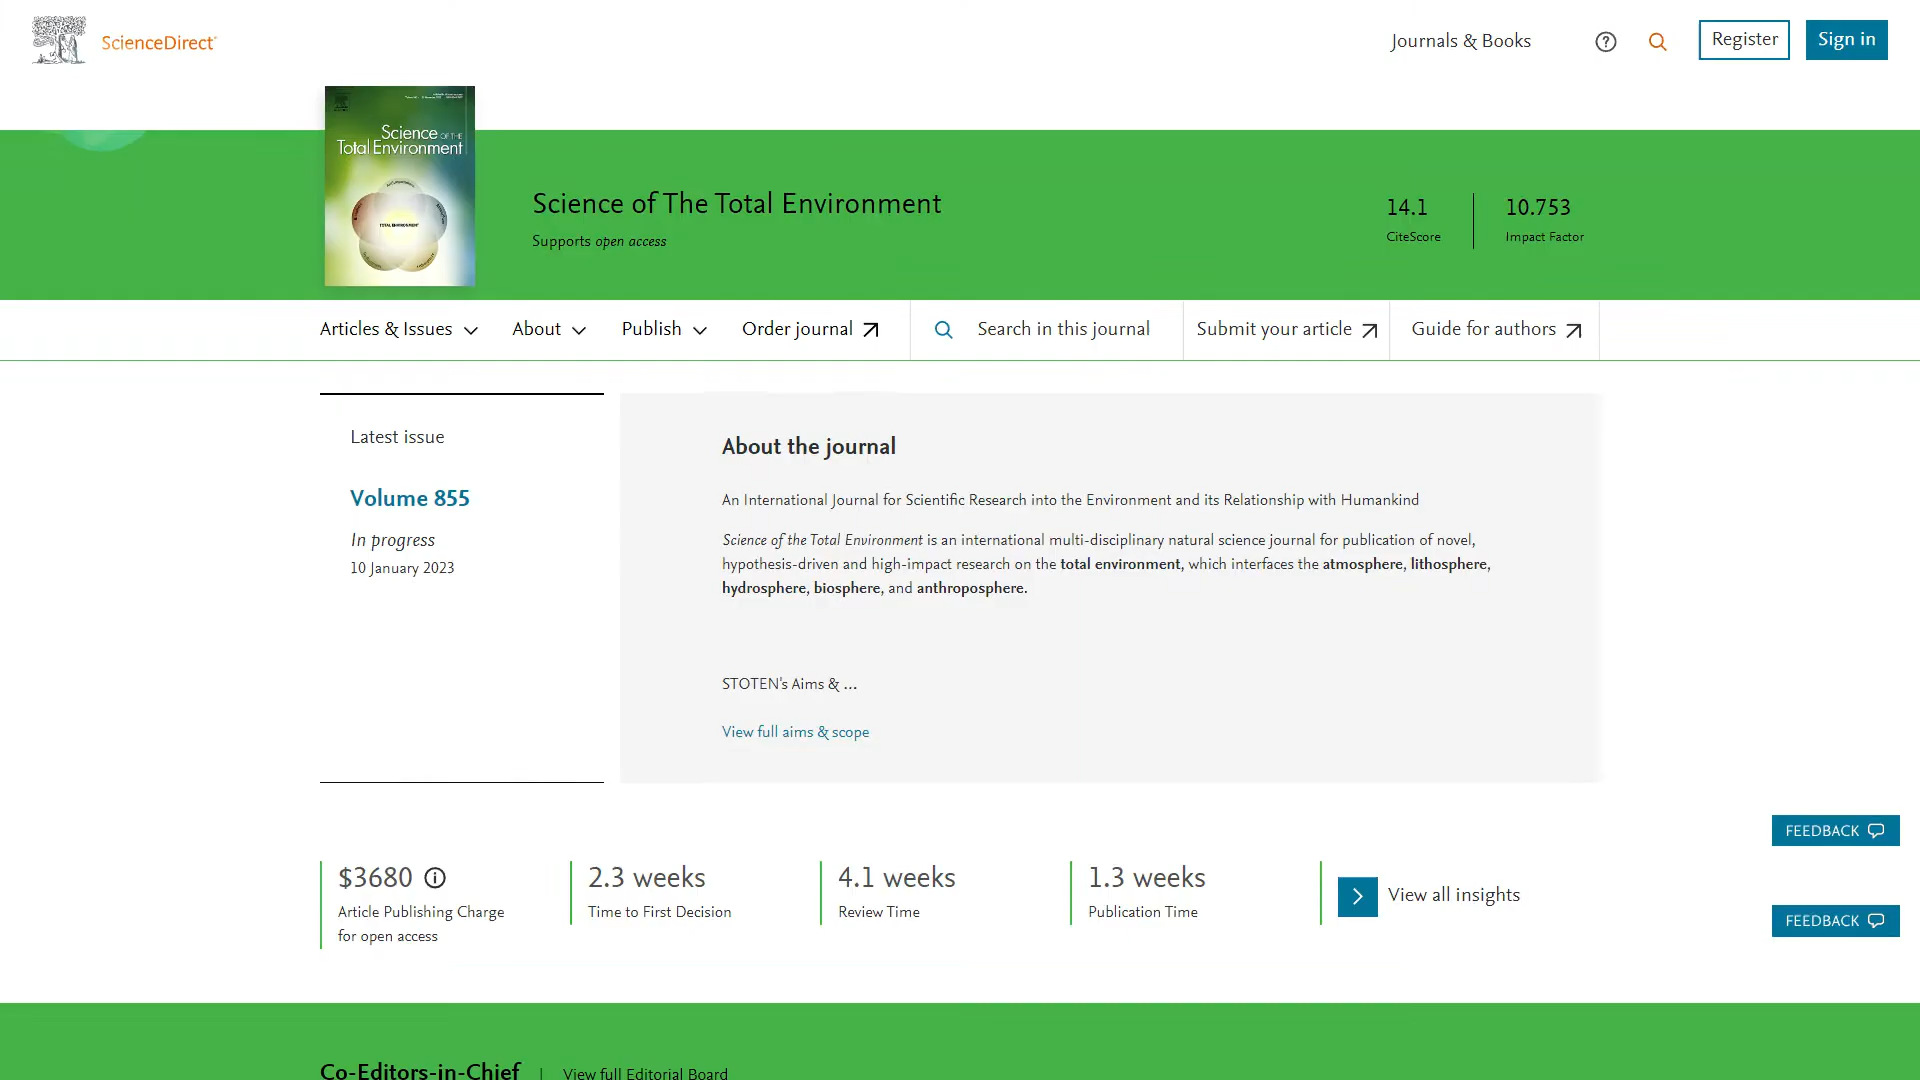 ScienceDirect
Journals & Books
Register
Sign in
Science OF THE
Total Environment
TOTAL ENVIRONMENT
Science of The Total Environment
Supports open access
14.1
CiteScore
10.753
Impact Factor
Articles & Issues
About
Publish
Order journal
Search in this journal
Submit your article
Guide for authors
Latest issue
Volume 855
In progress
10 January 2023
About the journal
An International Journal for Scientific Research into the Environment and its Relationship with Humankind
Science of the Total Environment is an international multi-disciplinary natural science journal for publication of novel,
hypothesis-driven and high-impact research on the total environment, which interfaces the atmosphere, lithosphere,
hydrosphere, biosphere, and anthroposphere.
STOTEN's Aims & ...
View full aims & scope
FEEDBACK
$3680
Article Publishing Charge
for open access
2.3 weeks
Time to First Decision
4.1 weeks
Review Time
1.3 weeks
Publication Time
View all insights
FEEDBACK
Co-Editors-in-Chief | View full Editorial Board